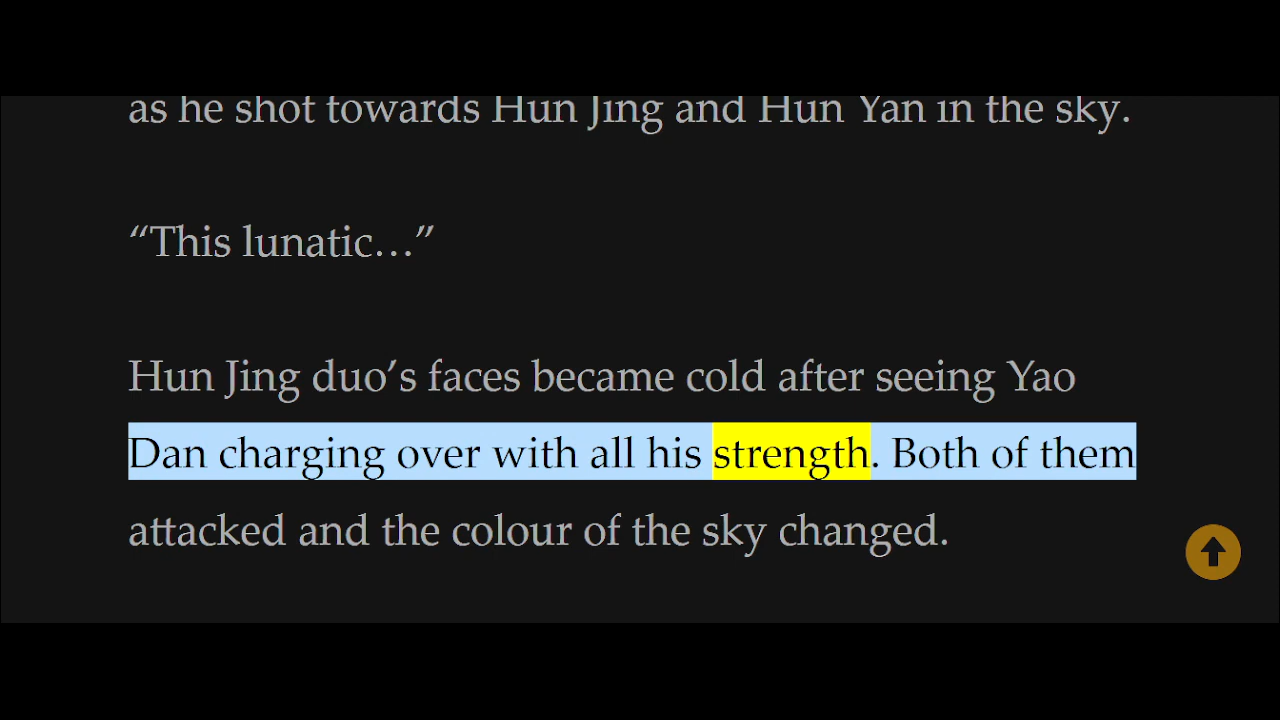 as he shot towards Hun Jing and Hun Yan in the sky.
“This lunatic…”
Hun Jing duo’s faces became cold after seeing Yao
Dan charging over with all his strength. Both of them
attacked and the colour of the sky changed.